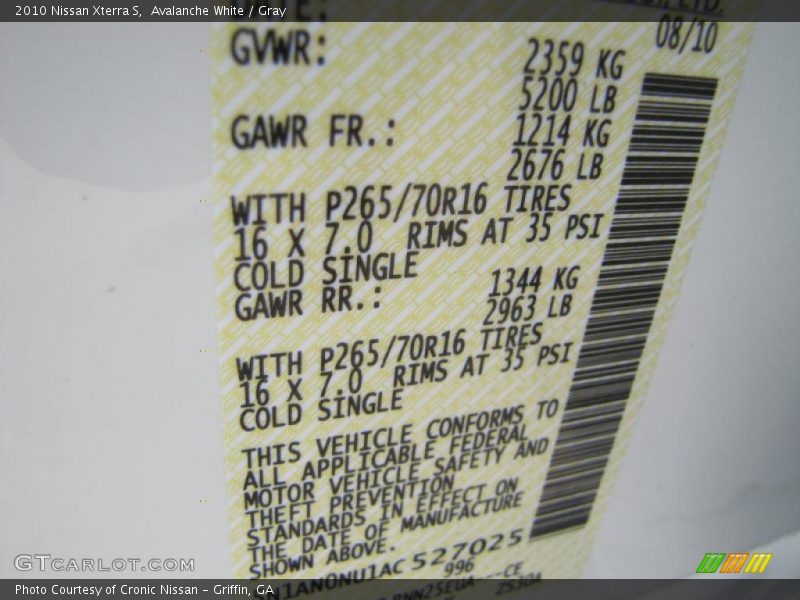 2010 Nissan Xterra S,  Avalanche White / Gray
08/10
GVWR: 2359 KG
5200 LB
GAWR FR.: 1214 KG
2676 LB
WITH P265/70R16 TIRES
16 X 7.0 RIMS AT 35 PSI
COLD SINGLE
GAWR RR.: 1344 KG
2963 LB
WITH P265/70R16 TIRES
16 X 7.0 RIMS AT 35 PSI
COLD SINGLE
THIS VEHICLE CONFORMS TO
ALL APPLICABLE FEDERAL
MOTOR VEHICLE SAFETY AND
THEFT PREVENTION
STANDARDS IN EFFECT ON
THE DATE OF MANUFACTURE
SHOWN ABOVE.
5N1AN0NU1AC 527025
996
GTCARLOT.COM
Photo Courtesy of Cronic Nissan – Griffin, GA